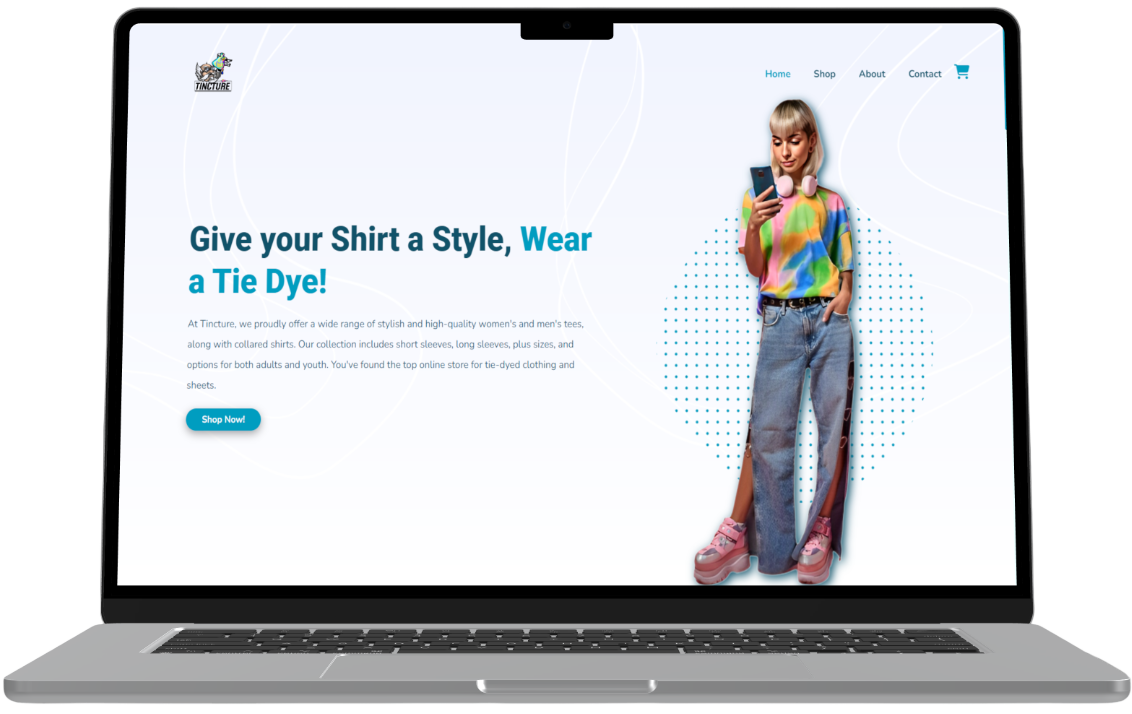 TINCTURE
Home Shop About Contact
Give your Shirt a Style, Wear
a Tie Dye!
At Tincture, we proudly offer a wide range of stylish and high-quality women's and men's tees,
along with collared shirts. Our collection includes short sleeves, long sleeves, plus sizes, and
options for both adults and youth. You've found the top online store for tie-dyed clothing and
sheets.
Shop Now!